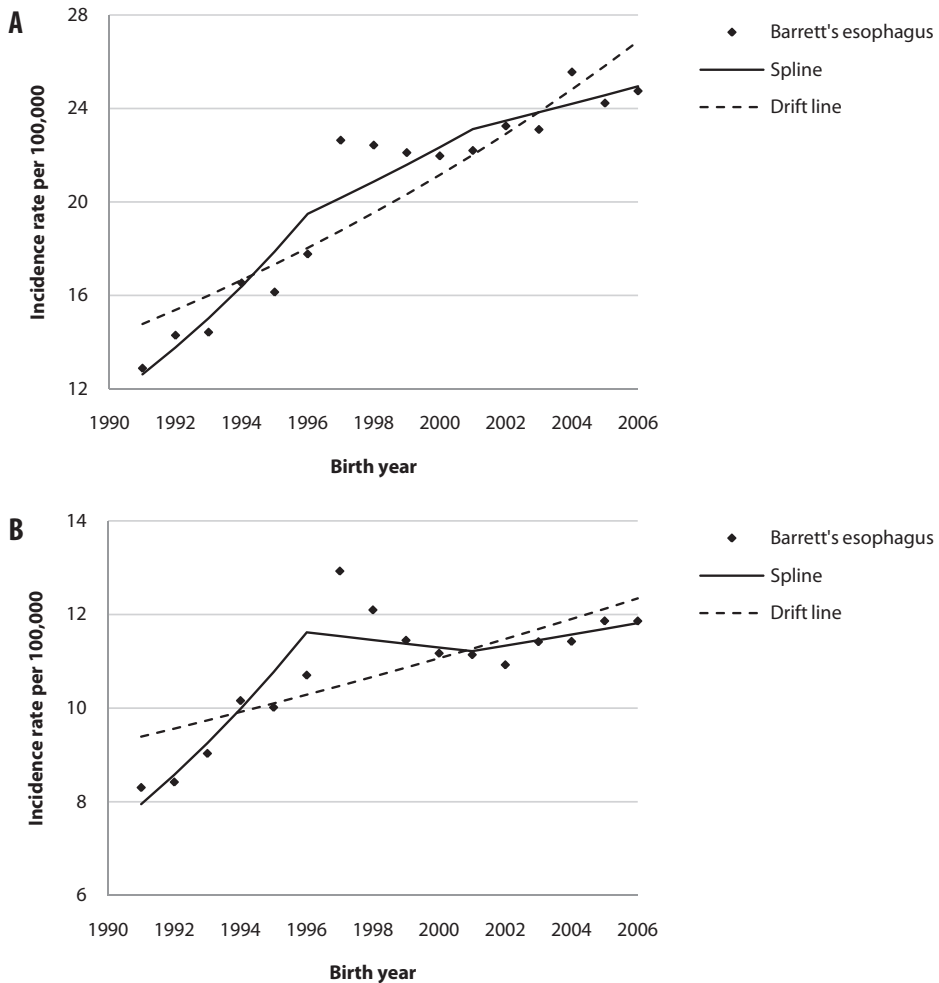 A
Incidence rate per 100,000
28
24
20
16
12
1990 1992 1994 1996 1998 2000 2002 2004 2006
Birth year
Barrett's esophagus
Spline
Drift line
B
Incidence rate per 100,000
14
12
10
8
6
1990 1992 1994 1996 1998 2000 2002 2004 2006
Birth year
Barrett's esophagus
Spline
Drift line